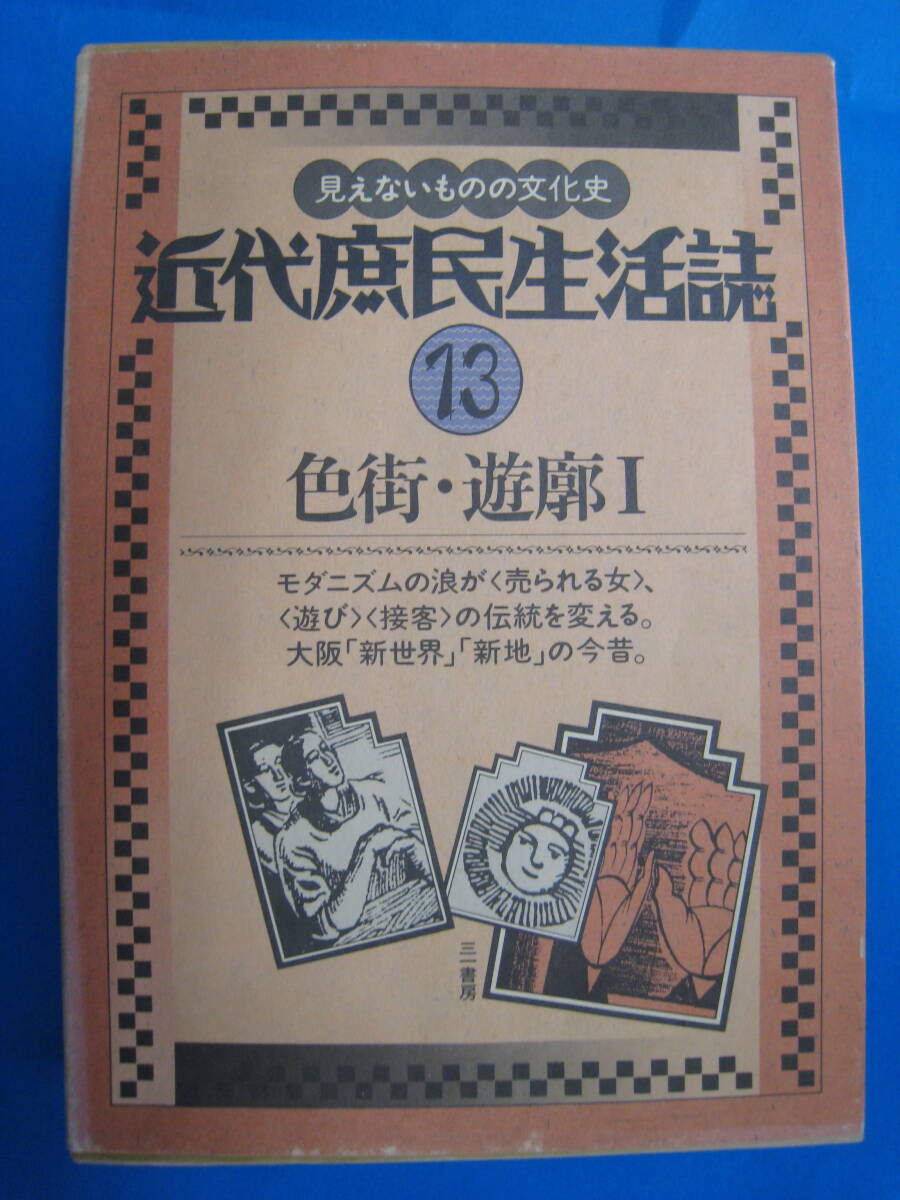 見えないものの文化史
近代庶民生活誌
13
色街・遊廓I
モダニズムの浪が〈売られる女〉、
〈遊び〉〈接客〉の伝統を変える。
大阪「新世界」「新地」の今昔。
三一書房